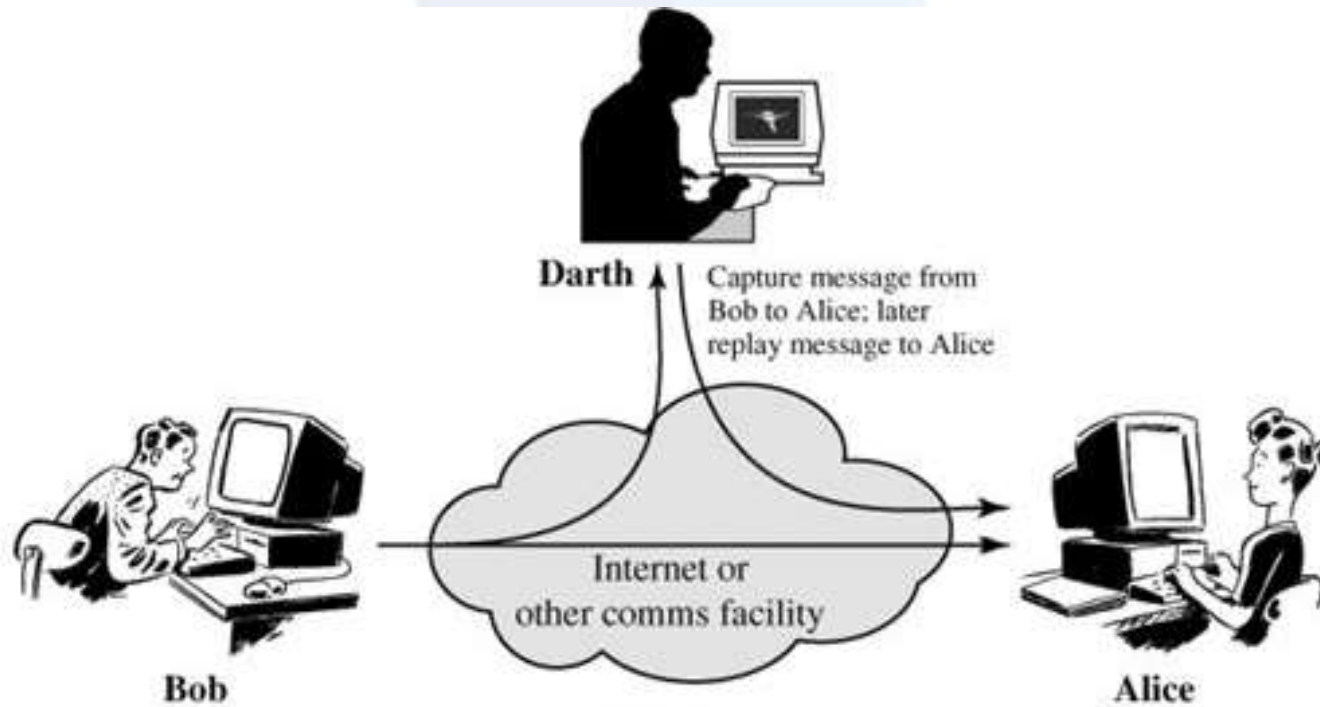 Darth
Capture message from
Bob to Alice; later
replay message to Alice
Internet or
other comms facility
Bob
Alice